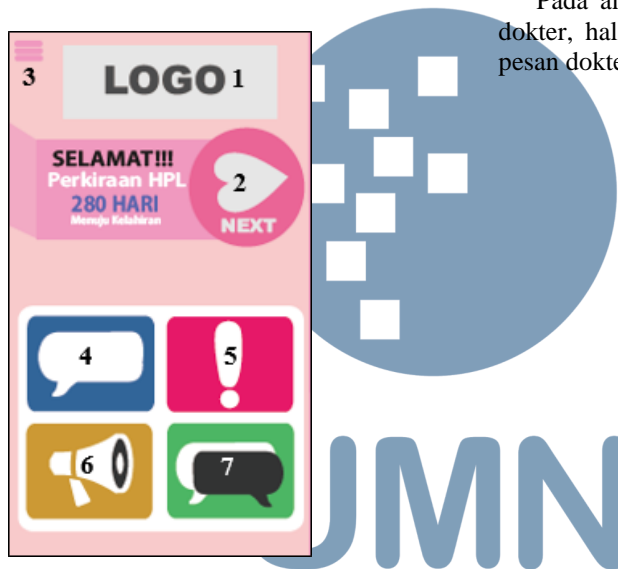 Pada
dokter, hal
pesan
3
LOGO 1
SELAMAT!!!
Perkiraan HPL
280 HARI
Menuju Kelahiran
2
NEXT
4
5
6
7
UMN